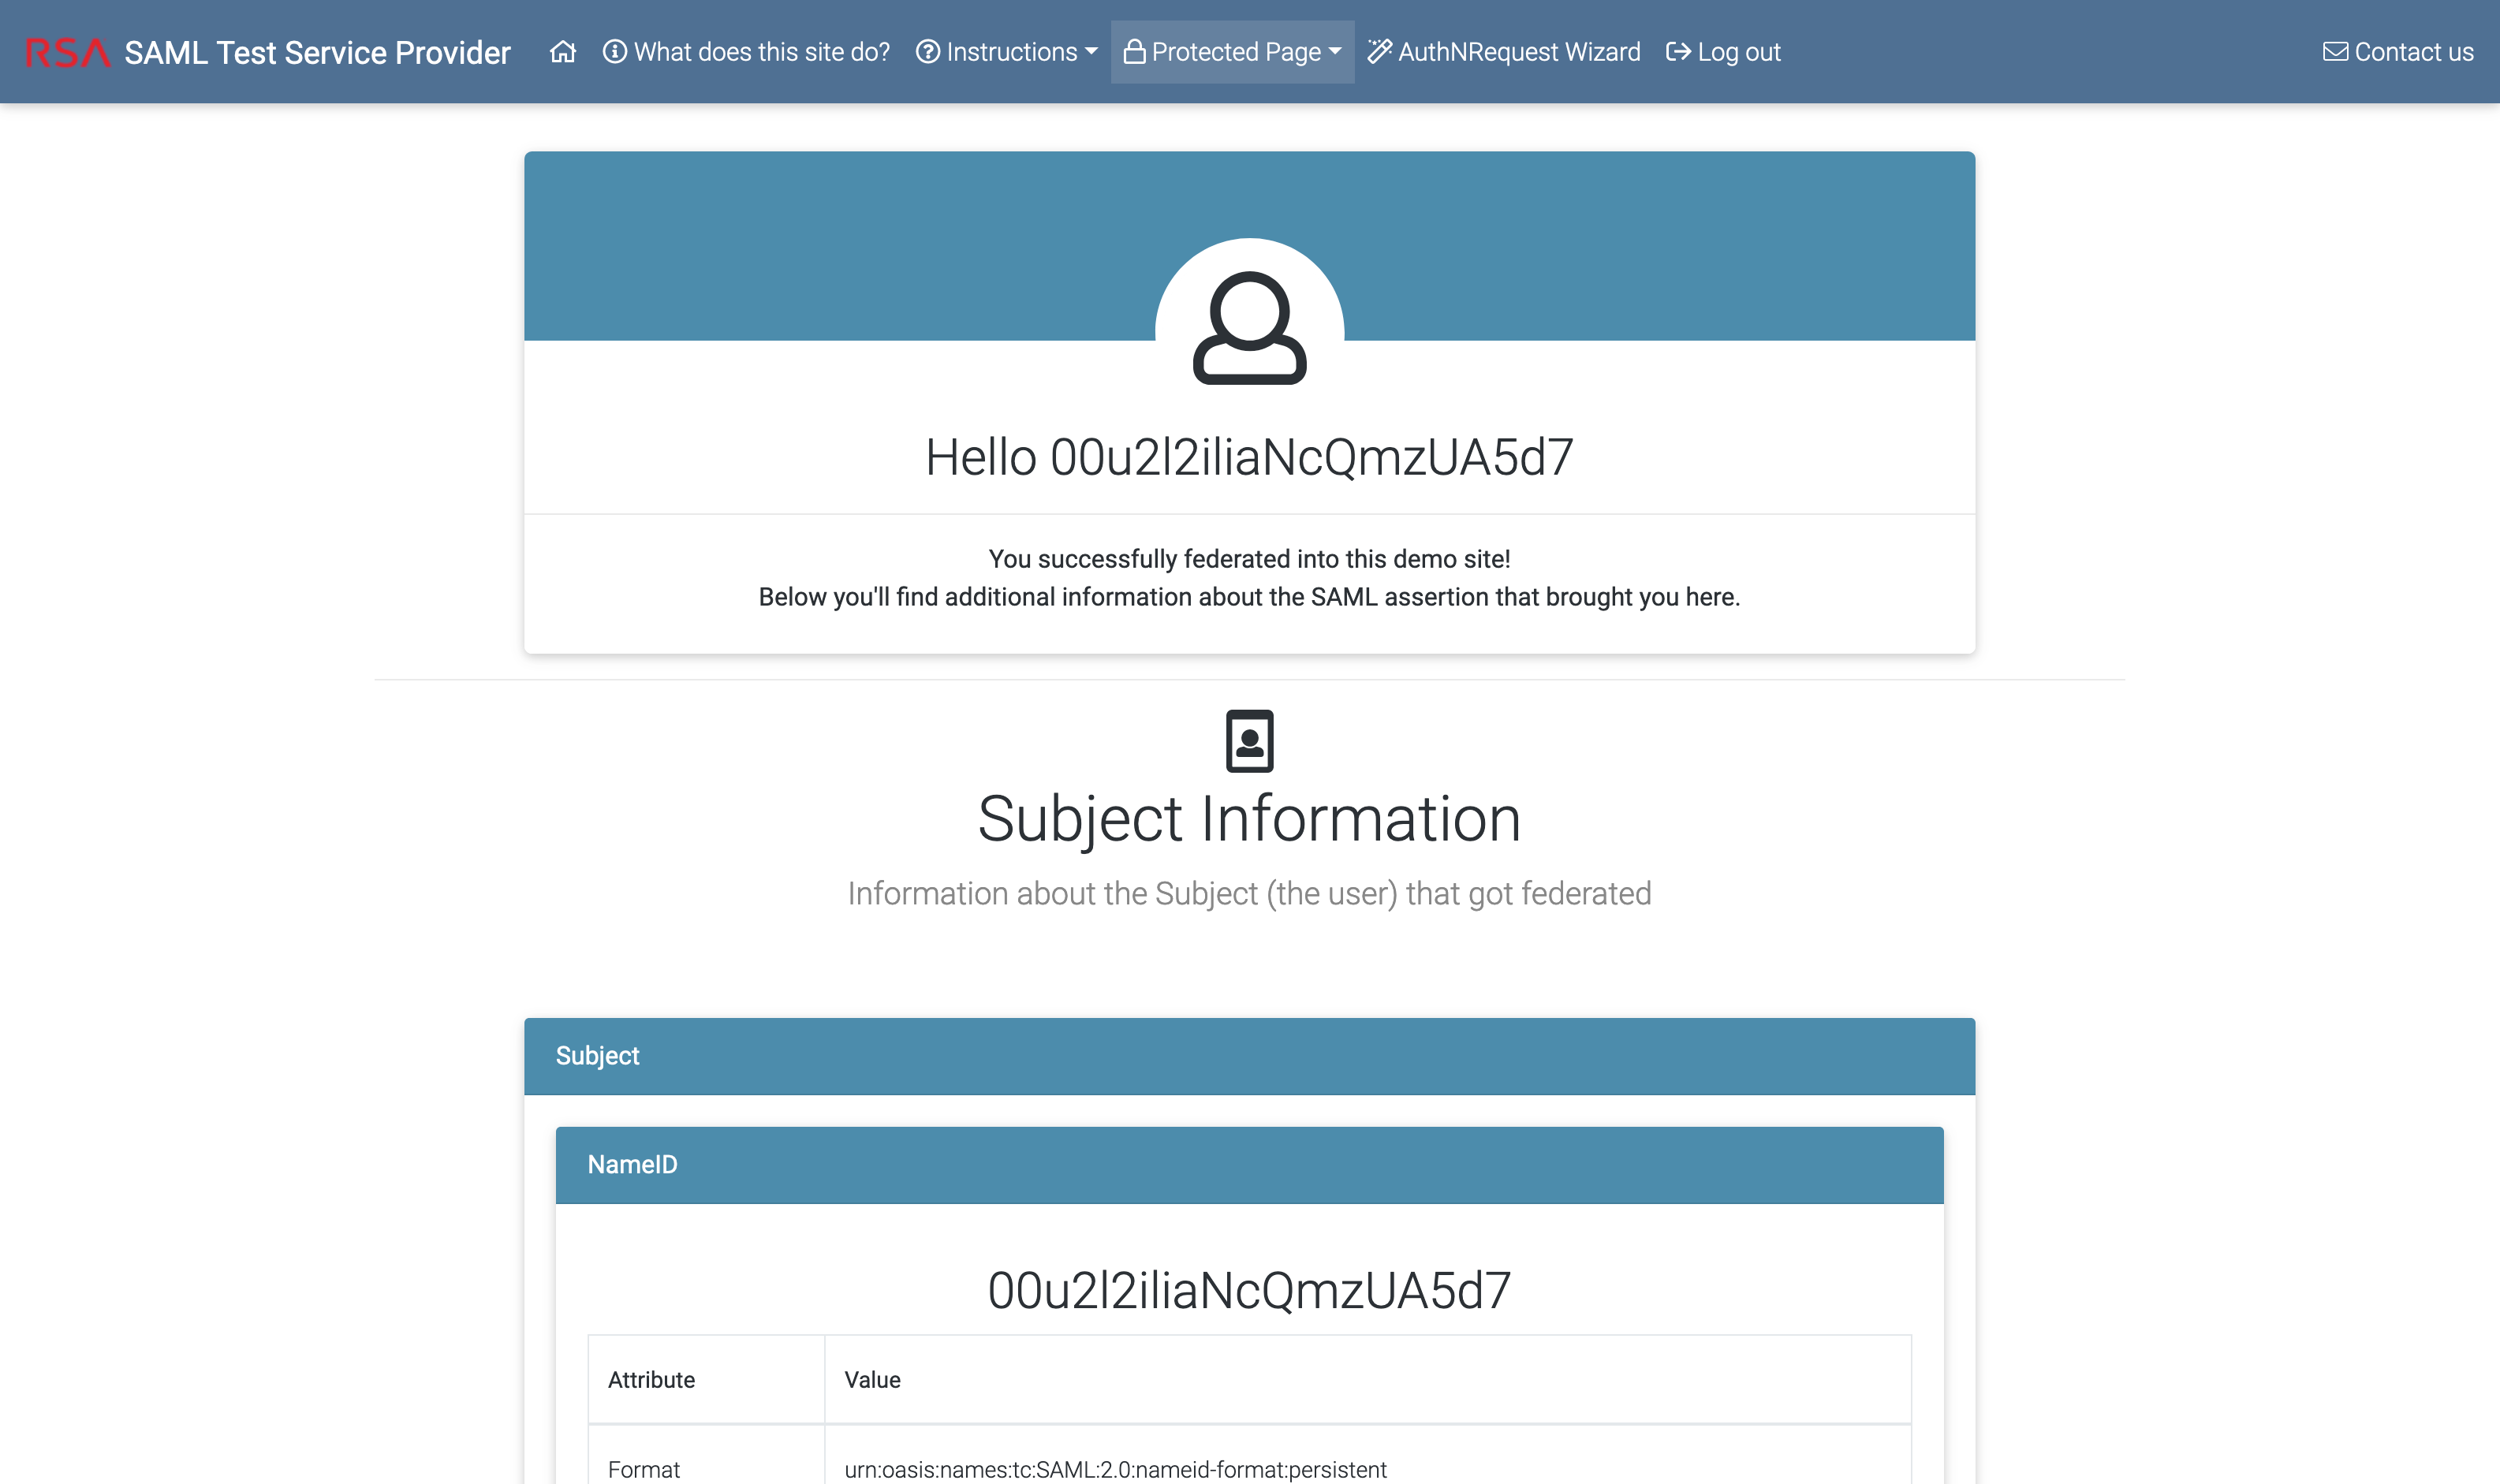 RSA SAML Test Service Provider What does this site do? Instructions Protected Page AuthNRequest Wizard Log out Contact us
Hello 00u2l2iliaNcQmzUA5d7
You successfully federated into this demo site!
Below you'll find additional information about the SAML assertion that brought you here.
Subject Information
Information about the Subject (the user) that got federated
Subject
NameID
00u2l2iliaNcQmzUA5d7
Attribute Value
Format urn:oasis:names:tc:SAML:2.0:nameid-format:persistent